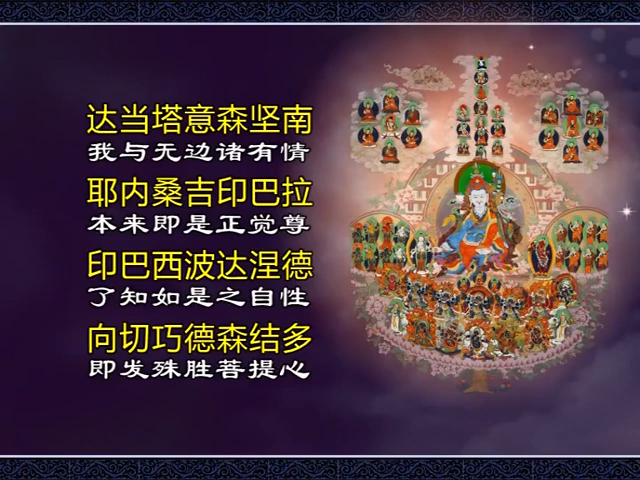 达当塔意森坚南
我与无边诸有情
耶内桑吉印巴拉
本来即是正觉尊
印巴西波达涅德
了知如是之自性
向切巧德森结多
即发殊胜菩提心